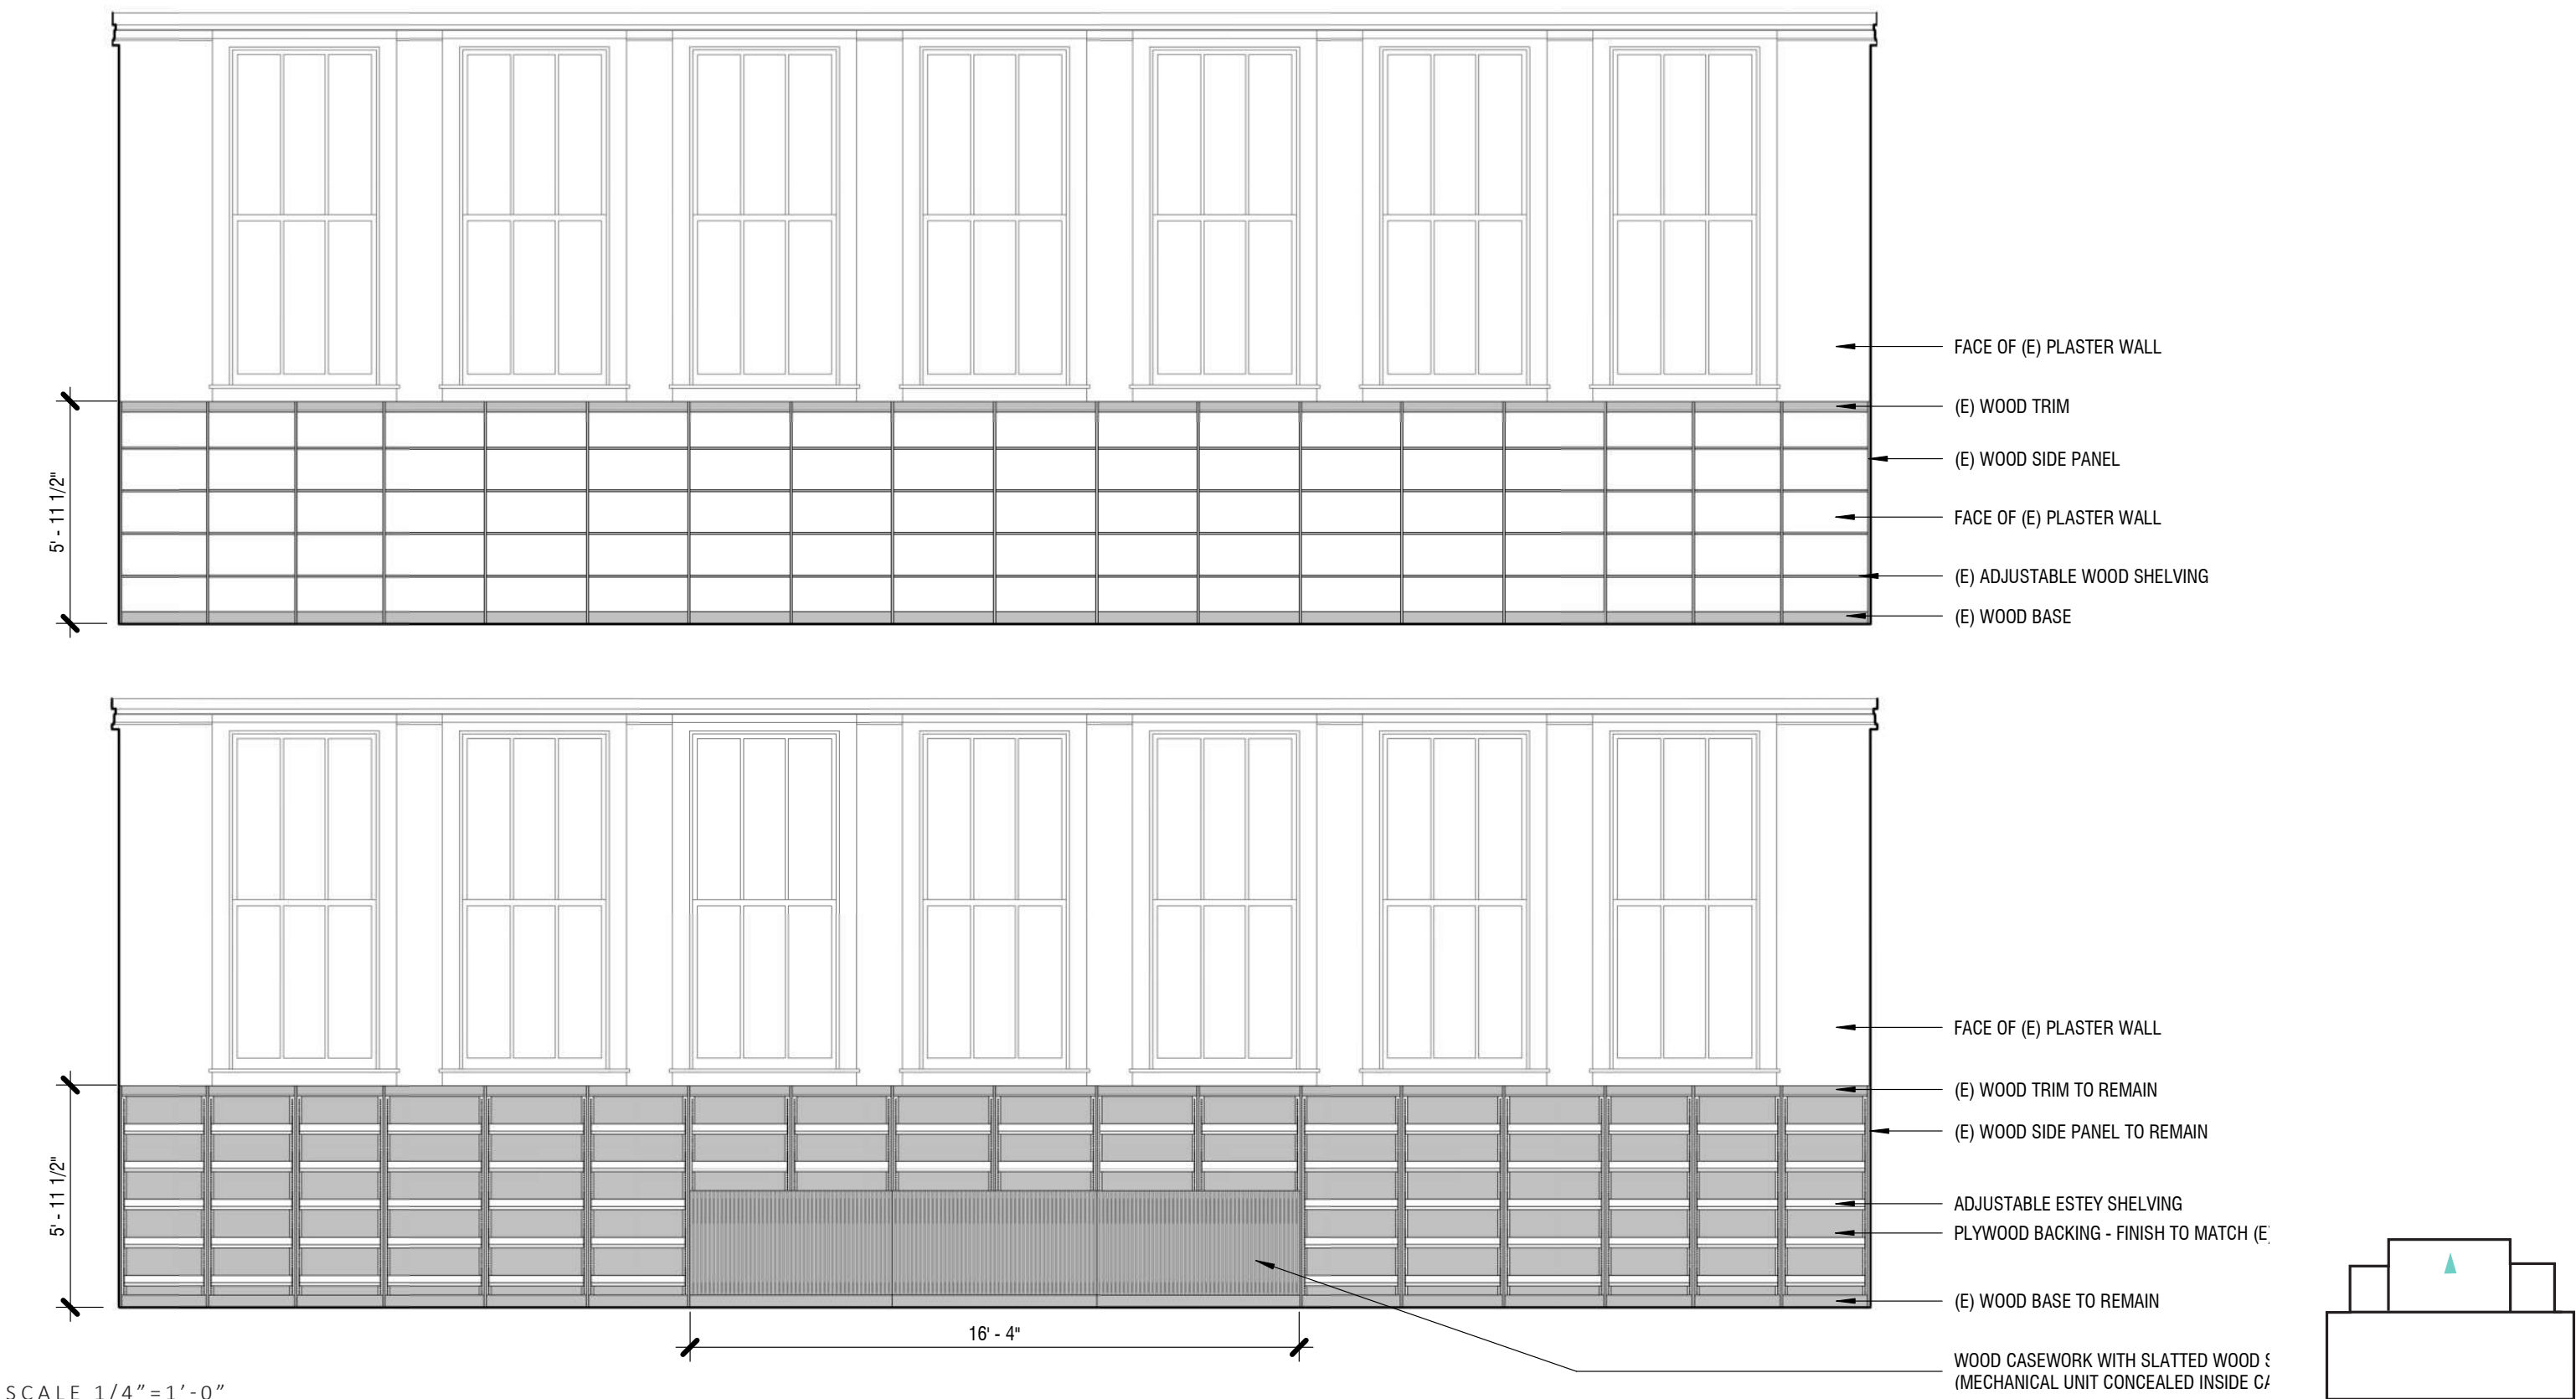 FACE OF (E) PLASTER WALL
(E) WOOD TRIM
(E) WOOD SIDE PANEL
5' - 11 1/2"
FACE OF (E) PLASTER WALL
(E) ADJUSTABLE WOOD SHELVING
(E) WOOD BASE
FACE OF (E) PLASTER WALL
(E) WOOD TRIM TO REMAIN
(E) WOOD SIDE PANEL TO REMAIN
5' - 11 1/2"
ADJUSTABLE ESTEY SHELVING
PLYWOOD BACKING - FINISH TO MATCH (E)
(E) WOOD BASE TO REMAIN
16' - 4"
WOOD CASEWORK WITH SLATTED WOOD
(MECHANICAL UNIT CONCEALED INSIDE
SCALE 1/4"=1'-0"